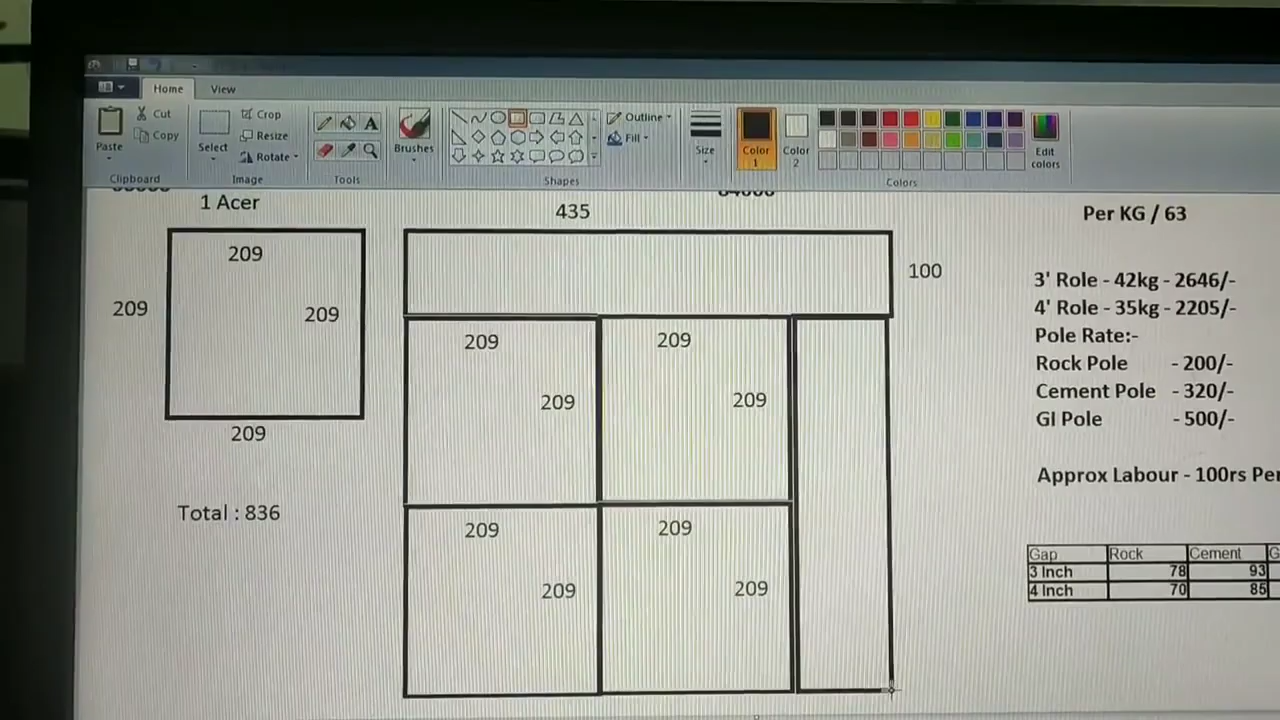 Home
View
Cut
Copy
Paste
Clipboard
Select
Crop
Resize
Rotate
Image
A
Tools
Brushes
Outline
Fill
Shapes
Size
Color 1
Color 2
Edit colors
Colors
1 Acer
209
209
209
209
Total : 836
435
100
209
209
209
209
209
209
209
209
Per KG / 63
3' Role - 42kg - 2646/-
4' Role - 35kg - 2205/-
Pole Rate:-
Rock Pole - 200/-
Cement Pole - 320/-
GI Pole - 500/-
Approx Labour - 100rs Per
Gap Rock Cement G
3 Inch 78 93
4 Inch 70 85